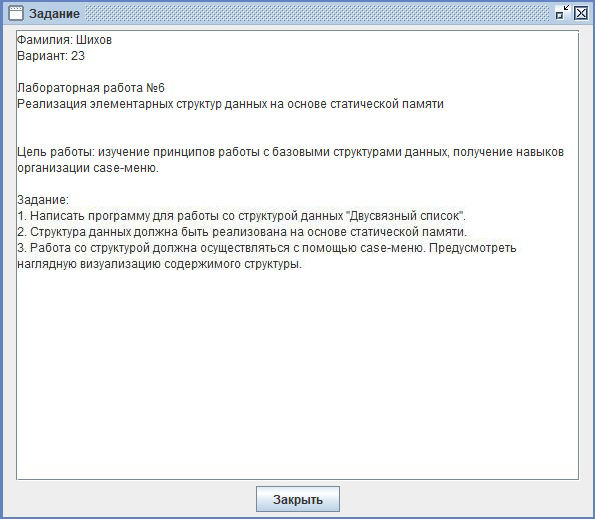 Задание
Фамилия: Шихов
Вариант: 23
Лабораторная работа №6
Реализация элементарных структур данных на основе статической памяти
Цель работы: изучение принципов работы с базовыми структурами данных, получение навыков
организации case-меню.
Задание:
1. Написать программу для работы со структурой данных "Двусвязный список".
2. Структура данных должна быть реализована на основе статической памяти.
3. Работа со структурой должна осуществляться с помощью case-меню. Предусмотреть
наглядную визуализацию содержимого структуры.
Закрыть